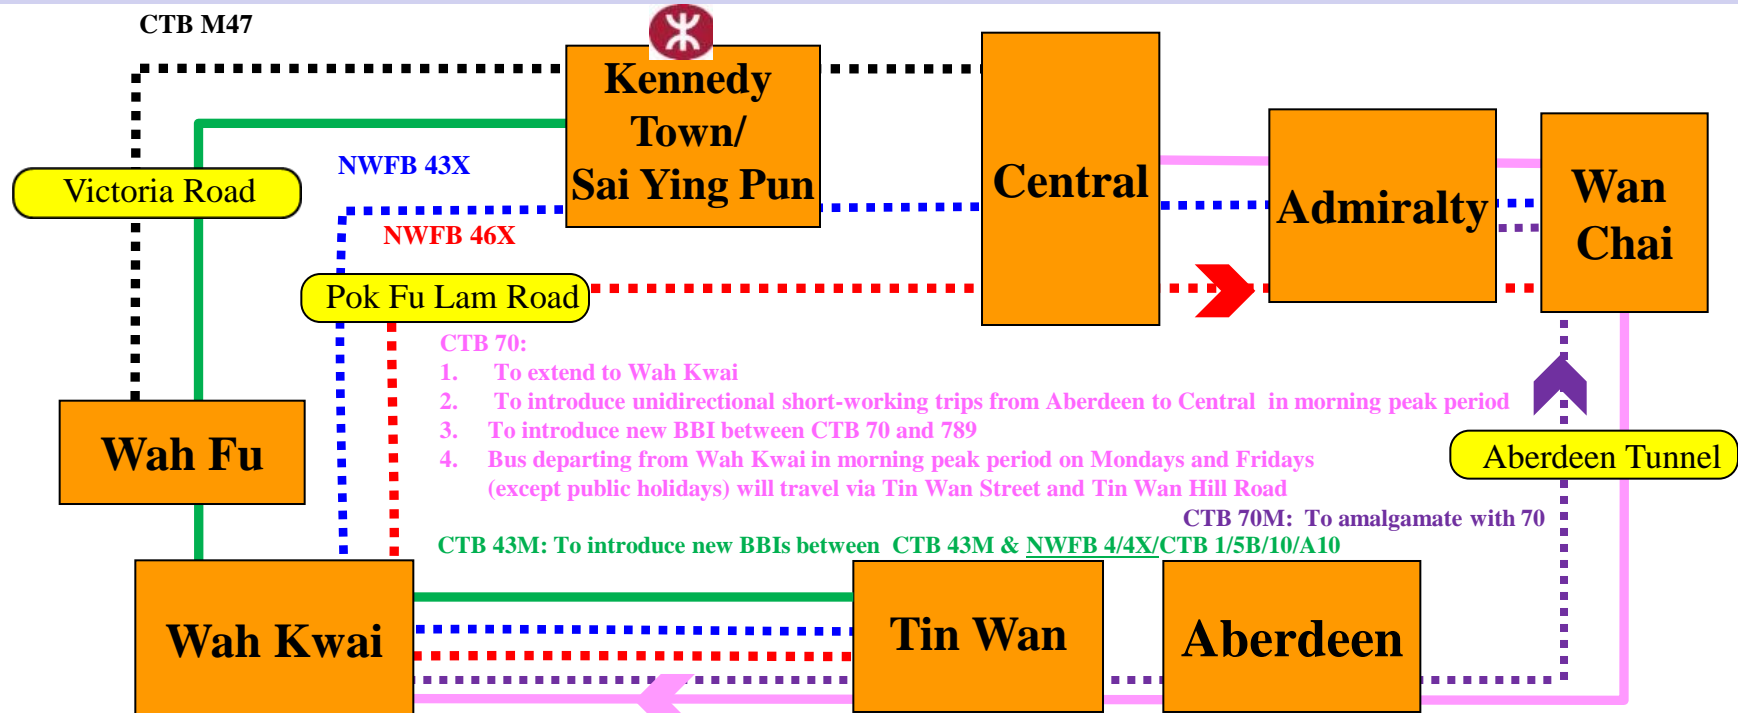 CTB M47
Kennedy
Town/
Sai Ying Pun
Central
Admiralty
Wan
Chai
Victoria Road
NWFB 43X
NWFB 46X
Pok Fu Lam Road
CTB 70:
1. To extend to Wah Kwai
2. To introduce unidirectional short-working trips from Aberdeen to Central in morning peak period
3. To introduce new BBI between CTB 70 and 789
4. Bus departing from Wah Kwai in morning peak period on Mondays and Fridays
(except public holidays) will travel via Tin Wan Street and Tin Wan Hill Road
Wah Fu
Aberdeen Tunnel
CTB 70M: To amalgamate with 70
CTB 43M: To introduce new BBIs between CTB 43M & NWFB 4/4X/CTB 1/5B/10/A10
Wah Kwai
Tin Wan
Aberdeen